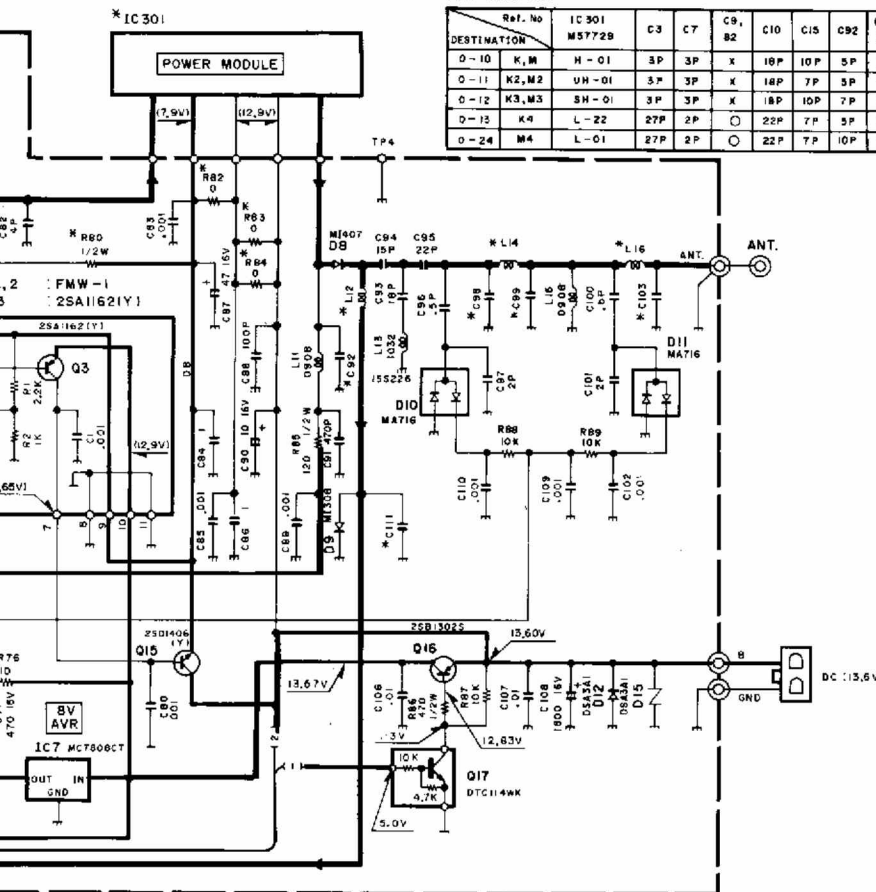 *IC301
POWER MODULE
(7,9V)
(12,9V)
Ref. No
DESTINATION
IC301
M57729
C3
C7
C9,
82
C10
C15
C92
0-10 K,M H-01 3P 3P X 18P 10P 5P
0-11 K2,M2 UH-01 3P 3P X 18P 7P 5P
0-12 K3,M3 SH-01 3P 3P X 18P 10P 7P
0-13 K4 L-22 27P 2P O 22P 7P 5P
0-24 M4 L-01 27P 2P O 22P 7P 10P
TP4
C82
4P
C83
.001
*
R82
0
*
R83
0
*
R84
0
*R80
1/2W
C87
47 16V
,2 : FMW-1
2SA1162(Y)
2SA1162(Y)
Q3
R1
2,2K
R2
1K
C1
.001
(12,9V)
,65V)
7
8
9
10
11
D8
C88
100P
C90
10 16V
C84
1
C85
.001
C86
1
L11
D908
*C92
R85
120 1/2W
C91
470P
C89
.001
D9 MI308
*C111
MI407
D8
C94
15P
C95
22P
*L12
C93
18P
L13
1032
1SS226
C96
.5P
*C98
*L14
*C99
L15
D908
C100
.5P
*L16
*C103
ANT.
ANT.
C97
2P
D10
MA716
C101
2P
D11
MA716
R88
10K
R89
10K
C110
.001
C109
.001
C102
.001
2SB1302S
Q16
13,60V
2SD1406
(Y)
Q15
C80
001
R76
10
470 16V
8V
AVR
IC7 MC7808CT
OUT
IN
GND
13,67V
C106
.01
R86
470
1/2W
R87
10K
C107
.01
C108
1800 16V
DSA3A1
D12
DSA3A1
D15
12,63V
2
1
10K
4,7K
Q17
DTC114WK
5.0V
B
GND
DC :13,6V